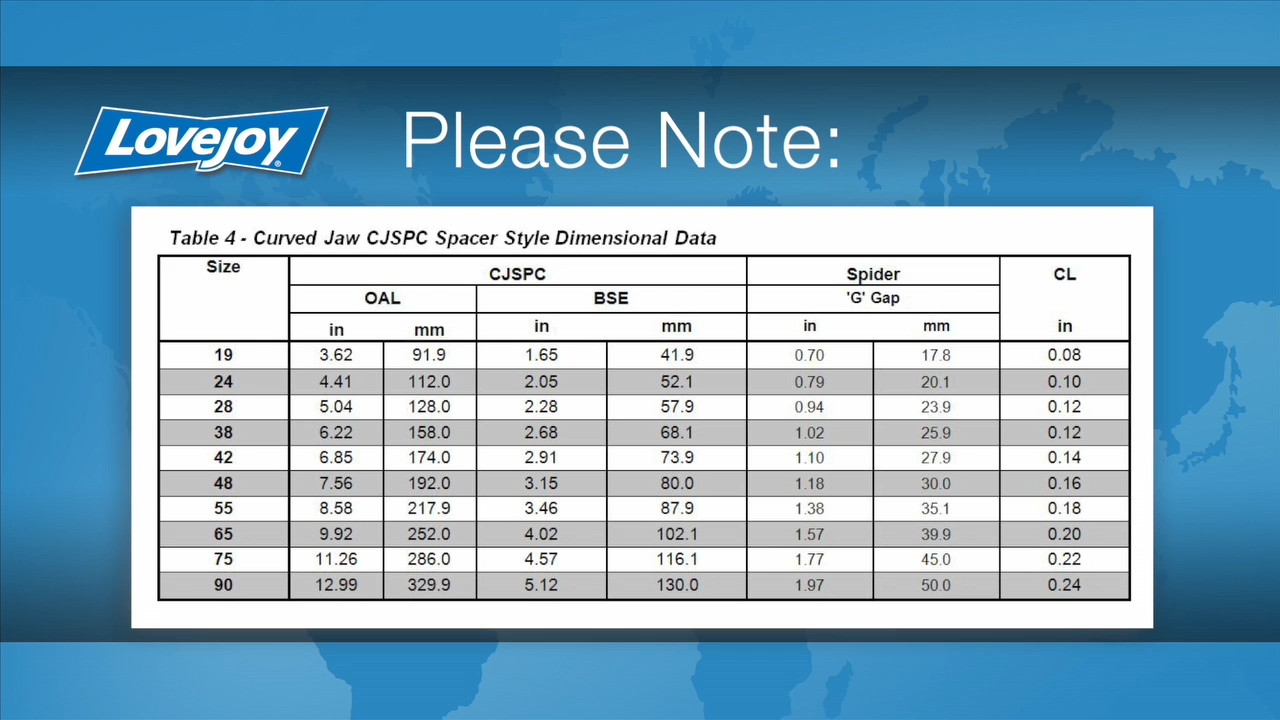 Lovejoy®
Please Note:
Table 4 - Curved Jaw CJSPC Spacer Style Dimensional Data
Size CJSPC Spider CL
OAL BSE 'G' Gap
in mm in mm in mm in
19 3.62 91.9 1.65 41.9 0.70 17.8 0.08
24 4.41 112.0 2.05 52.1 0.79 20.1 0.10
28 5.04 128.0 2.28 57.9 0.94 23.9 0.12
38 6.22 158.0 2.68 68.1 1.02 25.9 0.12
42 6.85 174.0 2.91 73.9 1.10 27.9 0.14
48 7.56 192.0 3.15 80.0 1.18 30.0 0.16
55 8.58 217.9 3.46 87.9 1.38 35.1 0.18
65 9.92 252.0 4.02 102.1 1.57 39.9 0.20
75 11.26 286.0 4.57 116.1 1.77 45.0 0.22
90 12.99 329.9 5.12 130.0 1.97 50.0 0.24